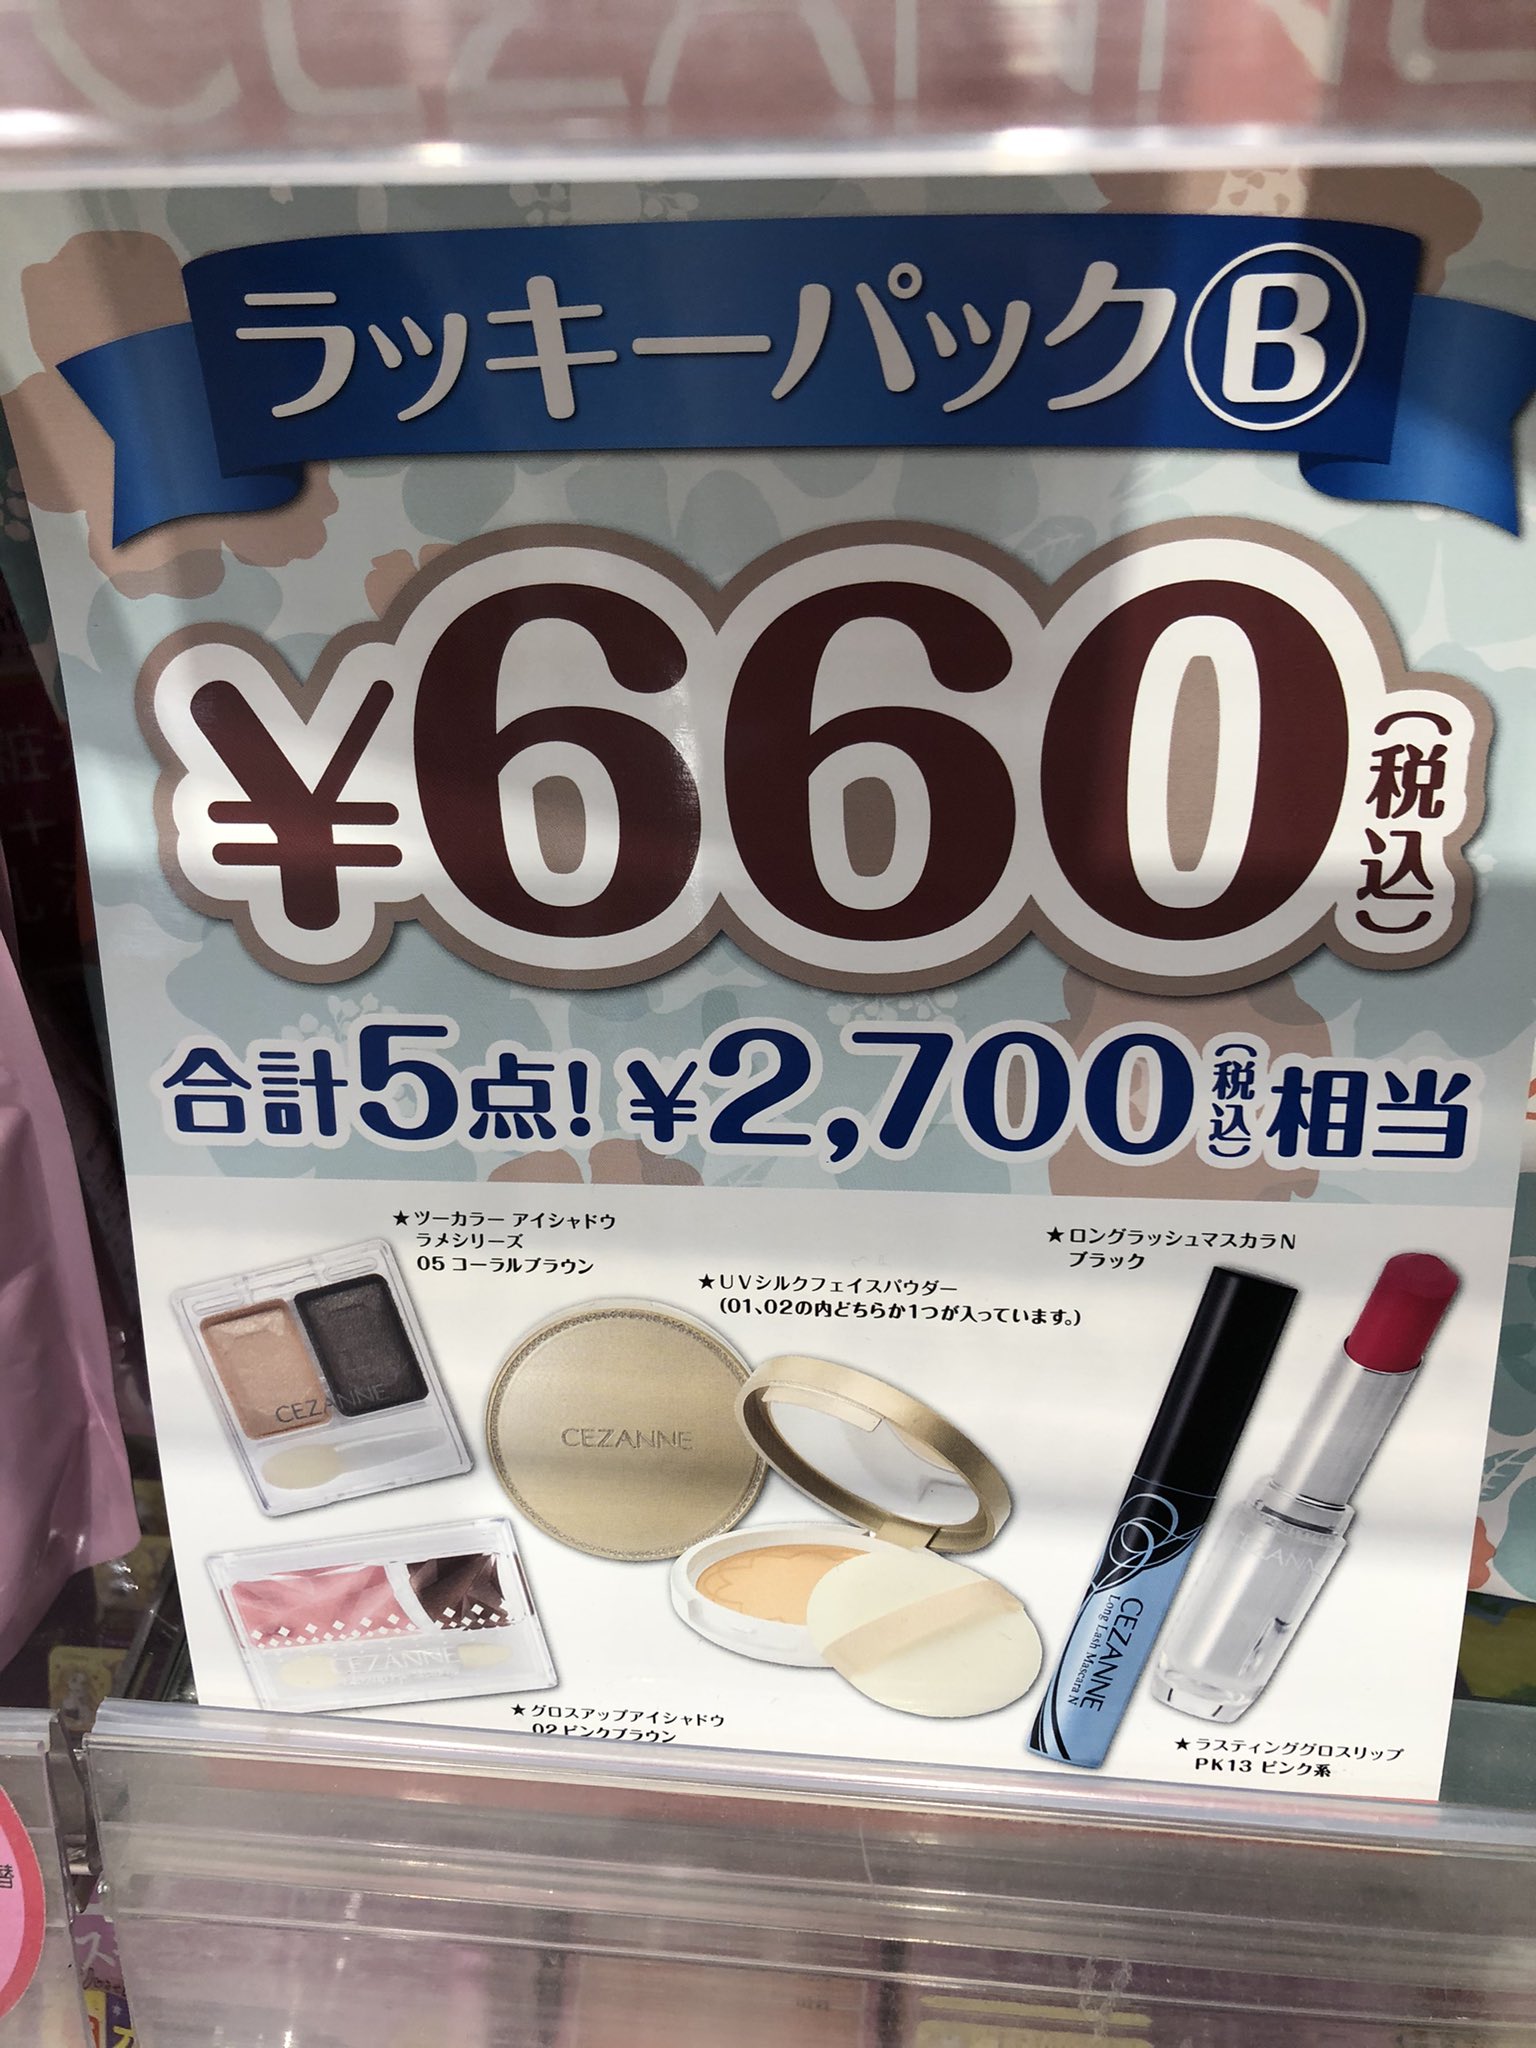 CEZANNE
ラッキーパックⒷ
¥660(税込)
合計5点!¥2,700(税込)相当
★ツーカラー アイシャドウ
ラメシリーズ
05 コーラルブラウン
★UVシルクフェイスパウダー
(01、02の内どちらか1つが入っています。)
★ロングラッシュマスカラN
ブラック
CEZANNE
CEZANNE
CEZANNE
Long Lash Mascara N
CEZANNE
CEZANNE
★グロスアップアイシャドウ
02 ピンクブラウン
★ラスティンググロスリップ
PK13 ピンク系
替